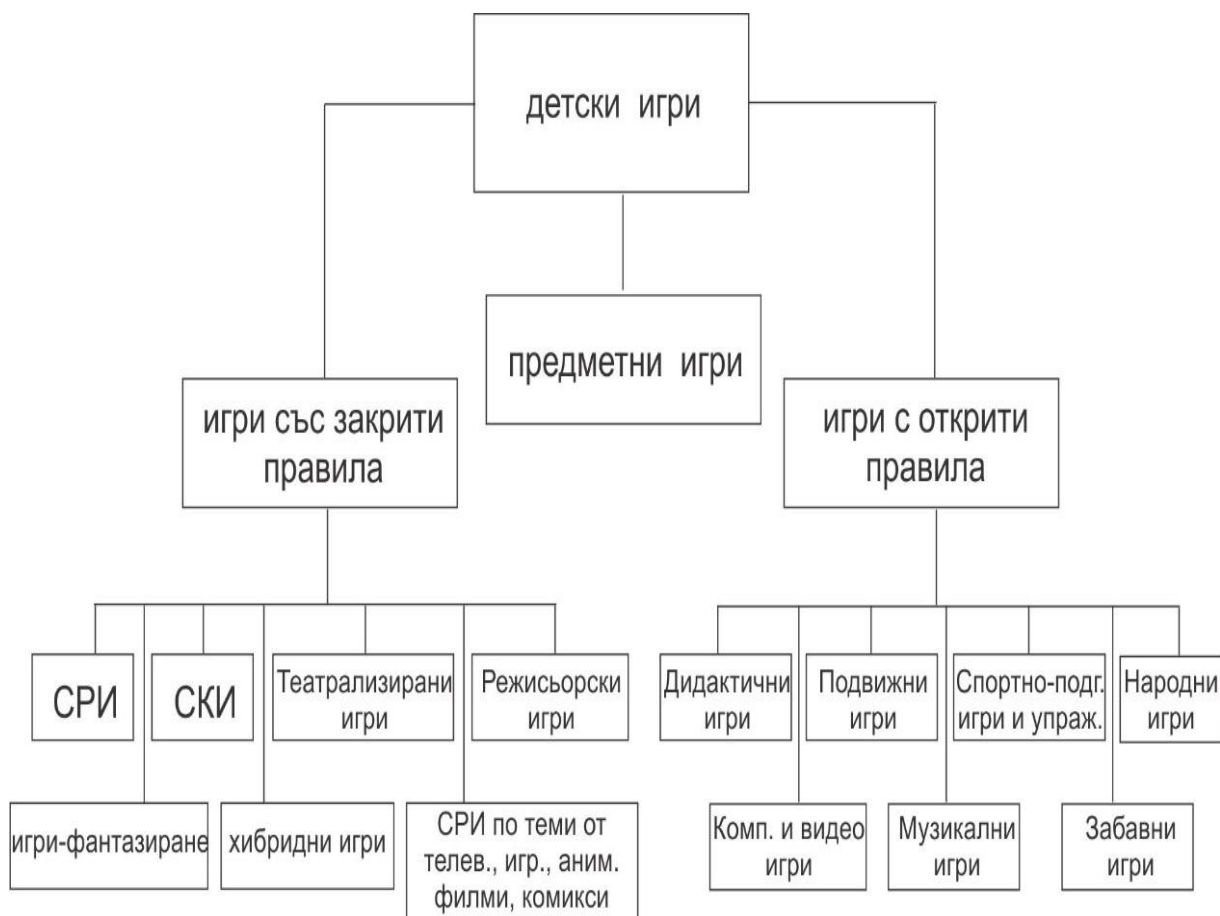 детски игри
предметни игри
игри със закрити
правила
игри с открити
правила
СРИ
СКИ
Театрализирани
игри
Режисьорски
игри
Дидактични
игри
Подвижни
игри
Спортно-подг.
игри и упраж.
Народни
игри
игри-фантазиране
хибридни игри
СРИ по теми от
телев., игр., аним.
филми, комикси
Комп. и видео
игри
Музикални
игри
Забавни
игри